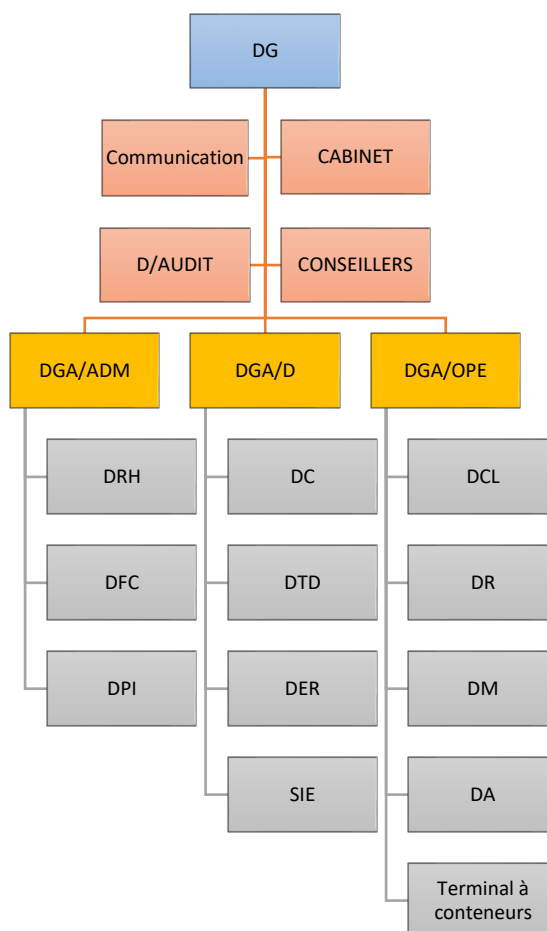 DG
Communication
CABINET
D/AUDIT
CONSEILLERS
DGA/ADM
DGA/D
DGA/OPE
DRH
DC
DCL
DFC
DTD
DR
DPI
DER
DM
SIE
DA
Terminal à
conteneurs